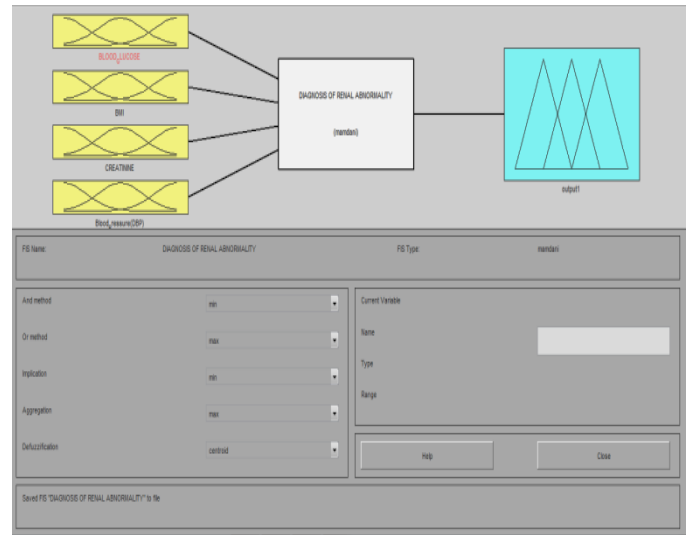 BLOOD_GLUCOSE
BMI
CREATININE
Blood_Pressure(DBP)
DIAGNOSIS OF RENAL ABNORMALITY
(mamdani)
output1
FIS Name: DIAGNOSIS OF RENAL ABNORMALITY FIS Type: mamdani
And method min
Or method max
Implication min
Aggregation max
Defuzzification centroid
Current Variable
Name
Type
Range
Help Close
Saved FIS "DIAGNOSIS OF RENAL ABNORMALITY" to file